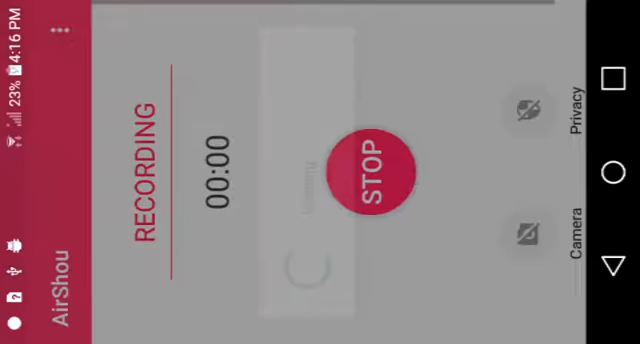 23% 4:16 PM
AirShou
RECORDING
00:00
STOP
Camera
Privacy